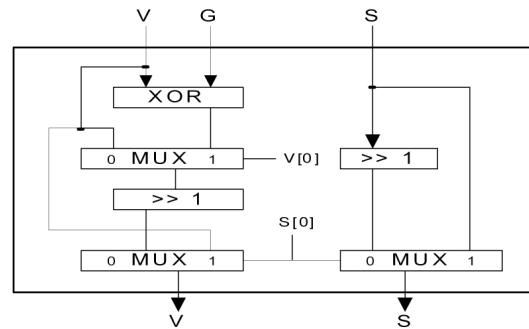 V G S
XOR
0 MUX 1 V[0] >> 1
>> 1
S[0]
0 MUX 1 0 MUX 1
V S